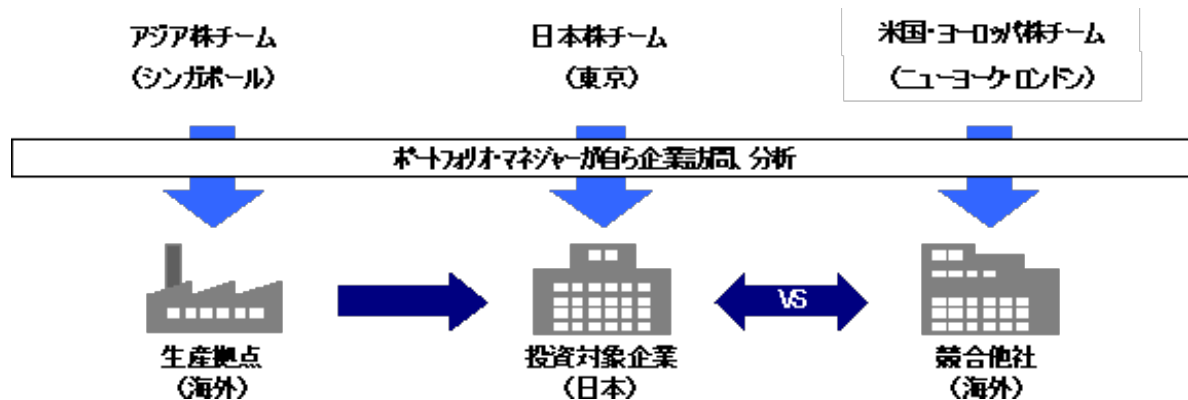 アジア株チーム
(シンガポール)
日本株チーム
(東京)
米国・ヨーロッパ株チーム
(ニューヨーク・ロンドン)
ポートフォリオ・マネジャーが自ら企業訪問、分析
VS
生産拠点
(海外)
投資対象企業
(日本)
競合他社
(海外)